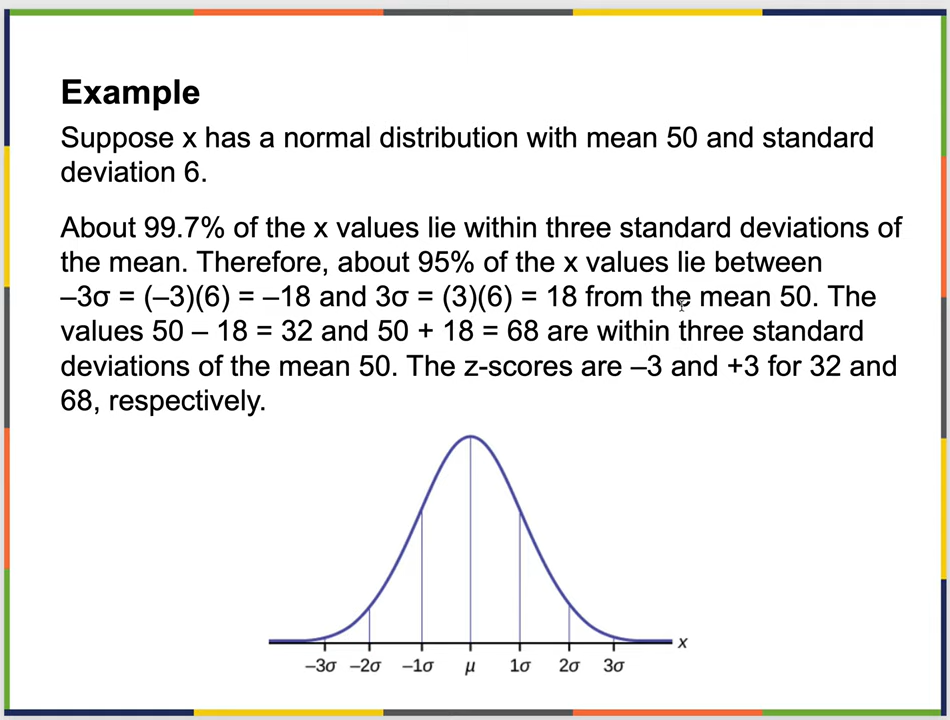 Example
Suppose x has a normal distribution with mean 50 and standard
deviation 6.
About 99.7% of the x values lie within three standard deviations of
the mean. Therefore, about 95% of the x values lie between
–3σ = (–3)(6) = –18 and 3σ = (3)(6) = 18 from the mean 50. The
values 50 – 18 = 32 and 50 + 18 = 68 are within three standard
deviations of the mean 50. The z-scores are –3 and +3 for 32 and
68, respectively.
x
–3σ –2σ –1σ μ 1σ 2σ 3σ